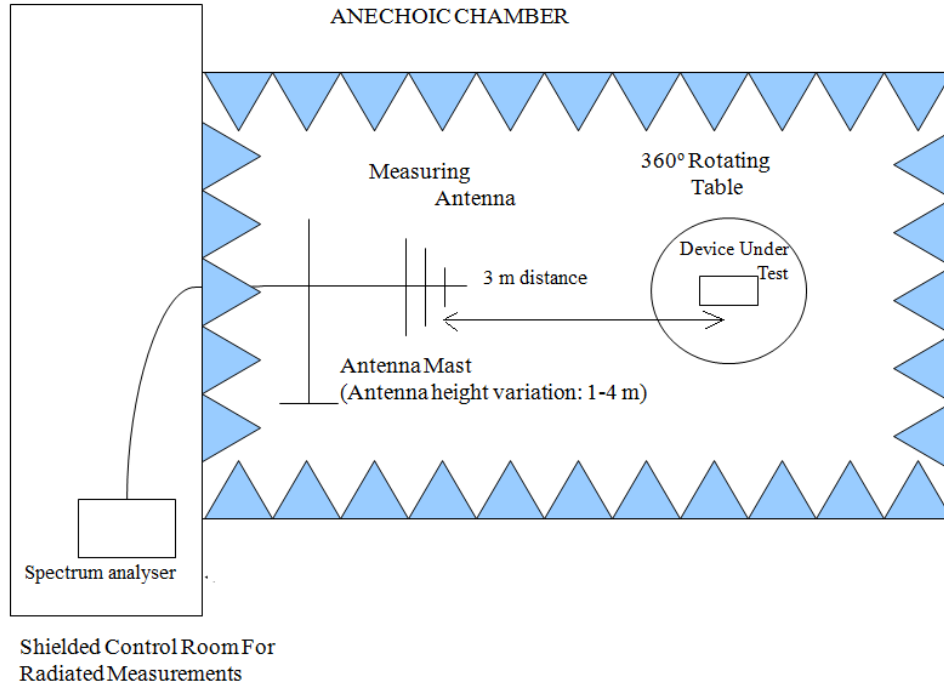 ANECHOIC CHAMBER
360º Rotating
Table
Measuring
Antenna
Device Under
Test
3 m distance
Antenna Mast
(Antenna height variation: 1-4 m)
Spectrum analyser
Shielded Control Room For
Radiated Measurements